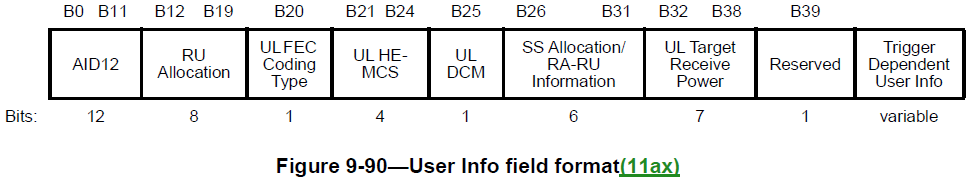 B0 B11 B12 B19 B20 B21 B24 B25 B26 B31 B32 B38 B39
AID12
RU
Allocation
UL FEC
Coding
Type
UL HE-
MCS
UL
DCM
SS Allocation/
RA-RU
Information
UL Target
Receive
Power
Reserved
Trigger
Dependent
User Info
Bits: 12 8 1 4 1 6 7 1 variable
Figure 9-90—User Info field format(11ax)